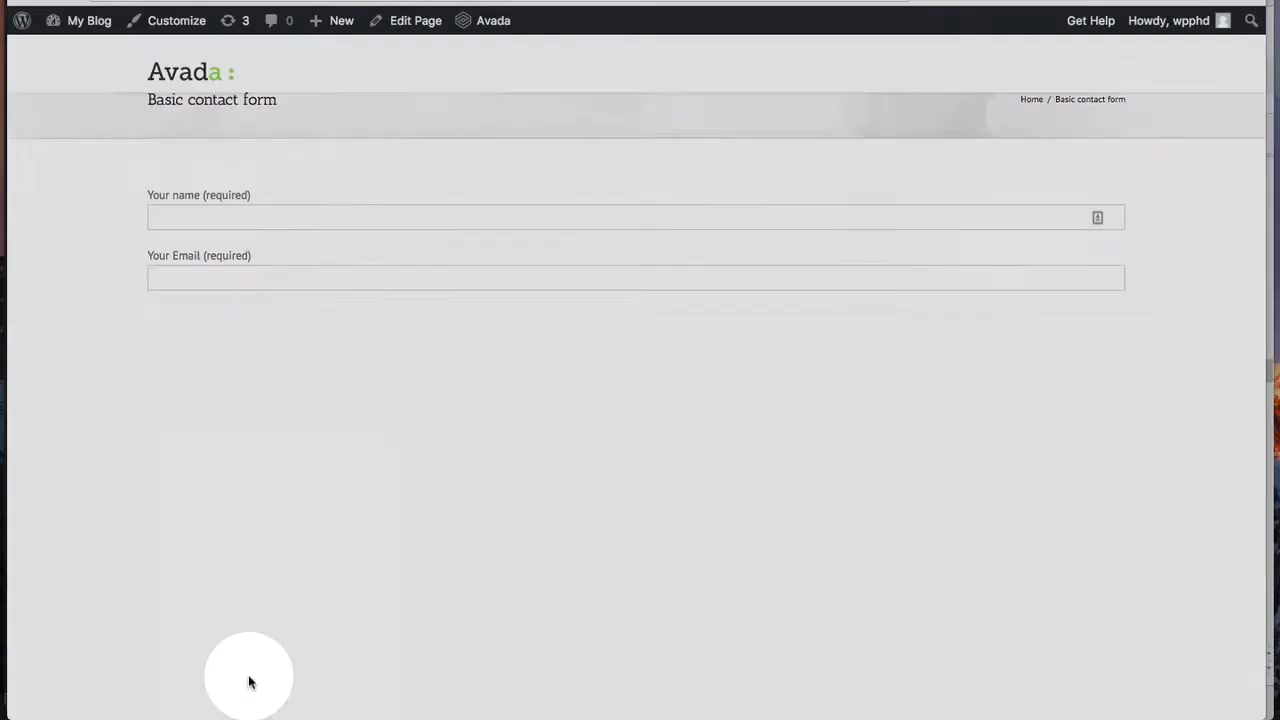 My Blog Customize 3 0 New Edit Page Avada Get Help Howdy, wpphd
Avada :
Basic contact form Home / Basic contact form
Your name (required)
Your Email (required)